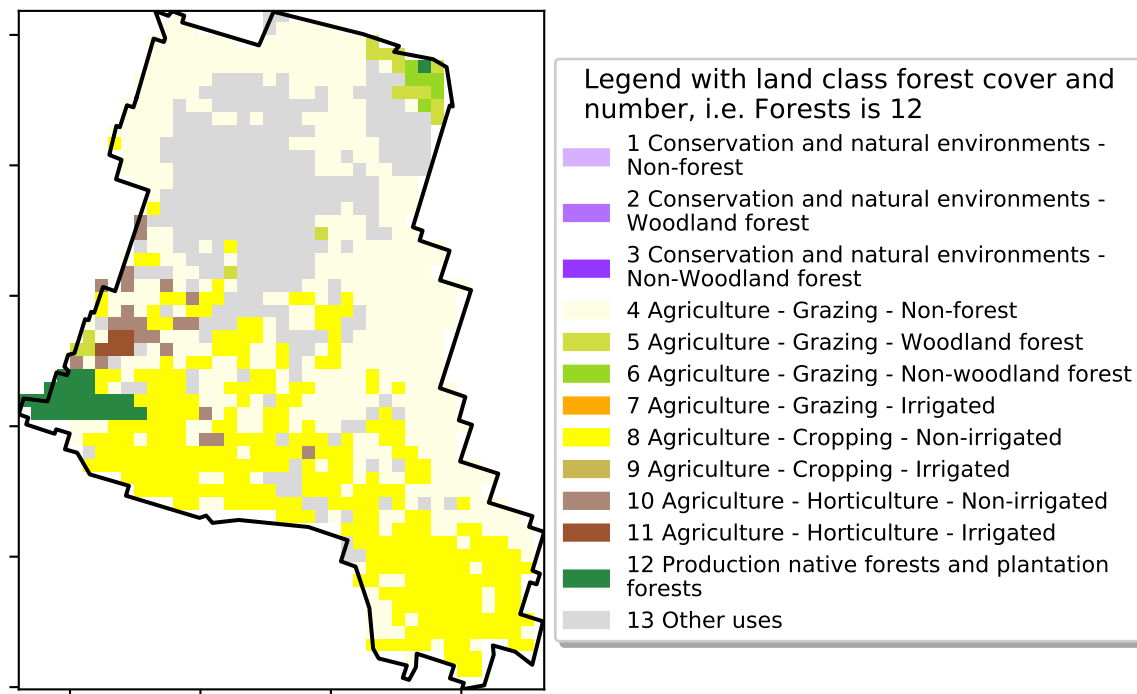 Legend with land class forest cover and
number, i.e. Forests is 12
1 Conservation and natural environments -
Non-forest
2 Conservation and natural environments -
Woodland forest
3 Conservation and natural environments -
Non-Woodland forest
4 Agriculture - Grazing - Non-forest
5 Agriculture - Grazing - Woodland forest
6 Agriculture - Grazing - Non-woodland forest
7 Agriculture - Grazing - Irrigated
8 Agriculture - Cropping - Non-irrigated
9 Agriculture - Cropping - Irrigated
10 Agriculture - Horticulture - Non-irrigated
11 Agriculture - Horticulture - Irrigated
12 Production native forests and plantation
forests
13 Other uses